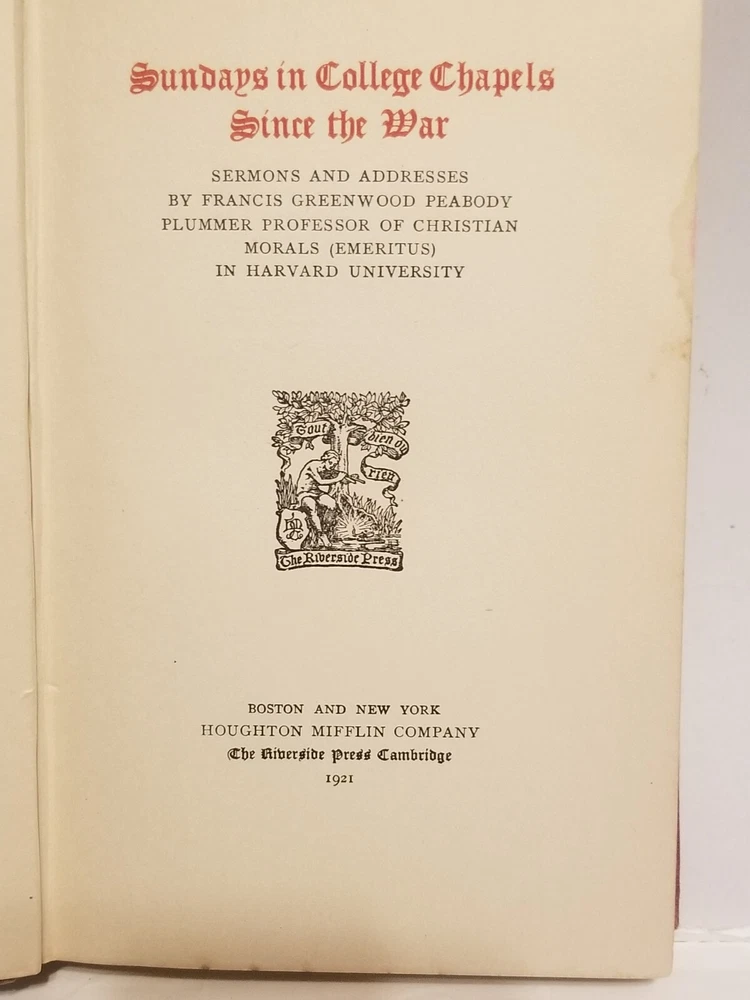 Sundays in College Chapels
Since the War
SERMONS AND ADDRESSES
BY FRANCIS GREENWOOD PEABODY
PLUMMER PROFESSOR OF CHRISTIAN
MORALS (EMERITUS)
IN HARVARD UNIVERSITY
Tout bien ou
rien
The Riverside Press
BOSTON AND NEW YORK
HOUGHTON MIFFLIN COMPANY
The Riverside Press Cambridge
1921